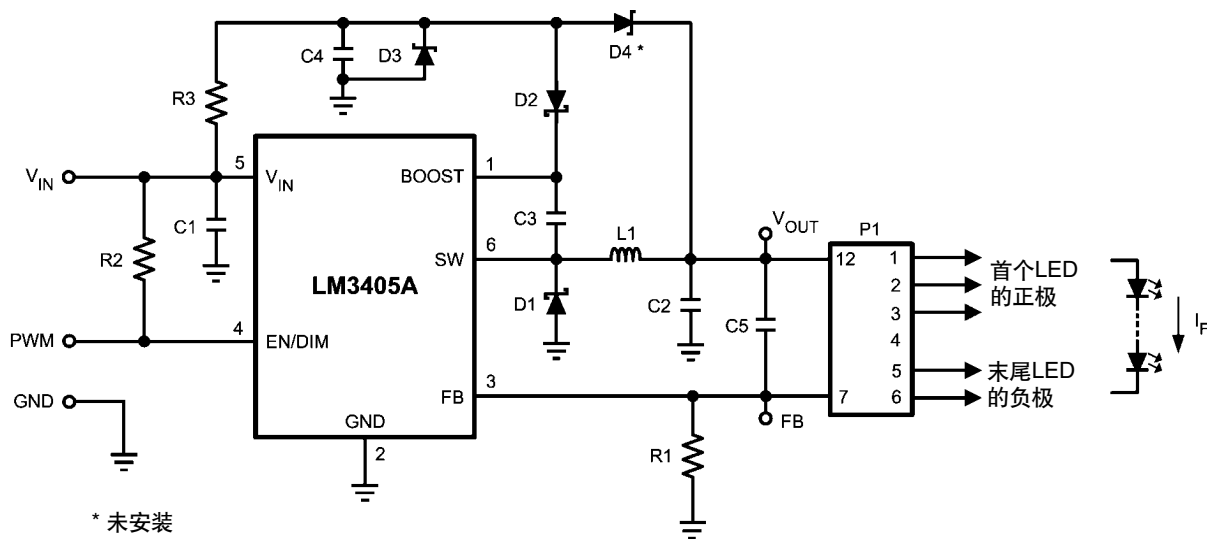 C4
D3
D4 *
R3
D2
5
1
V_IN
V_IN
BOOST
C1
C3
V_OUT
P1
R2
6
L1
SW
12
1
首个LED
的正极
LM3405A
2
D1
C2
C5
3
I_F
4
4
PWM
EN/DIM
3
5
末尾LED
的负极
GND
FB
7
6
GND
FB
2
R1
* 未安装